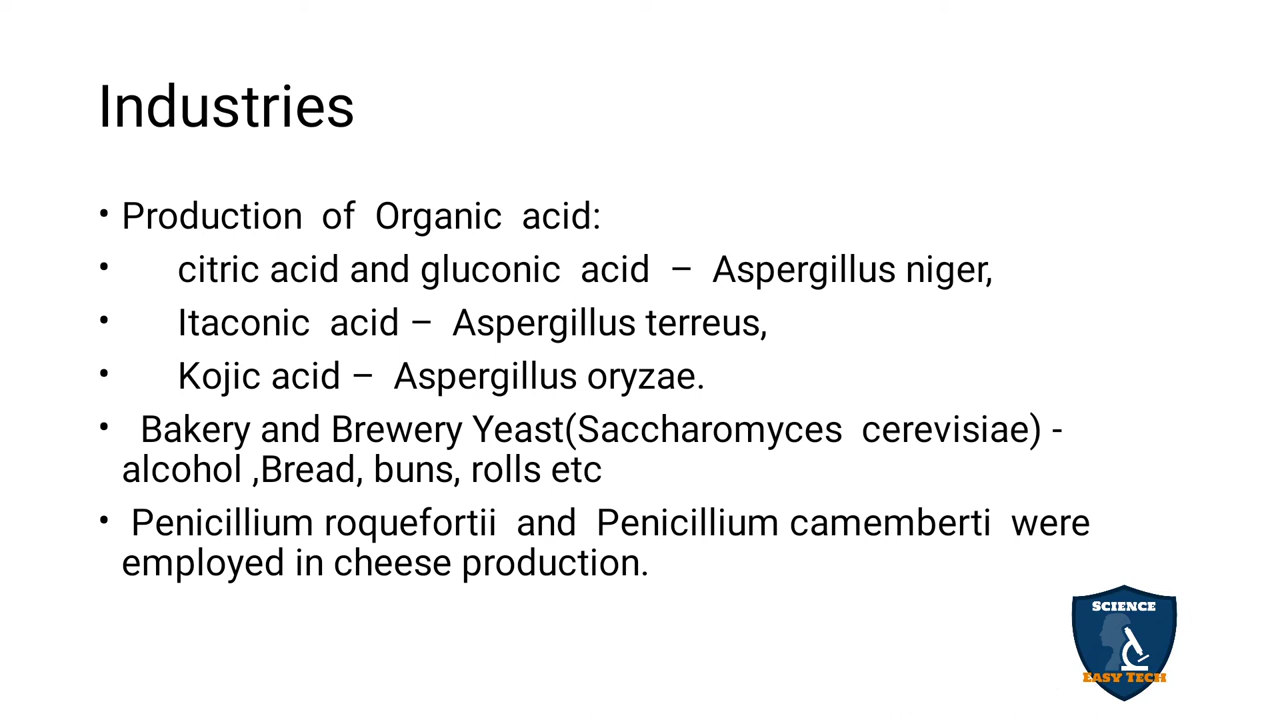 Industries
• Production of Organic acid:
• citric acid and gluconic acid – Aspergillus niger,
• Itaconic acid – Aspergillus terreus,
• Kojic acid – Aspergillus oryzae.
• Bakery and Brewery Yeast(Saccharomyces cerevisiae) -
alcohol ,Bread, buns, rolls etc
• Penicillium roquefortii and Penicillium camemberti were
employed in cheese production.
SCIENCE
EASY TECH